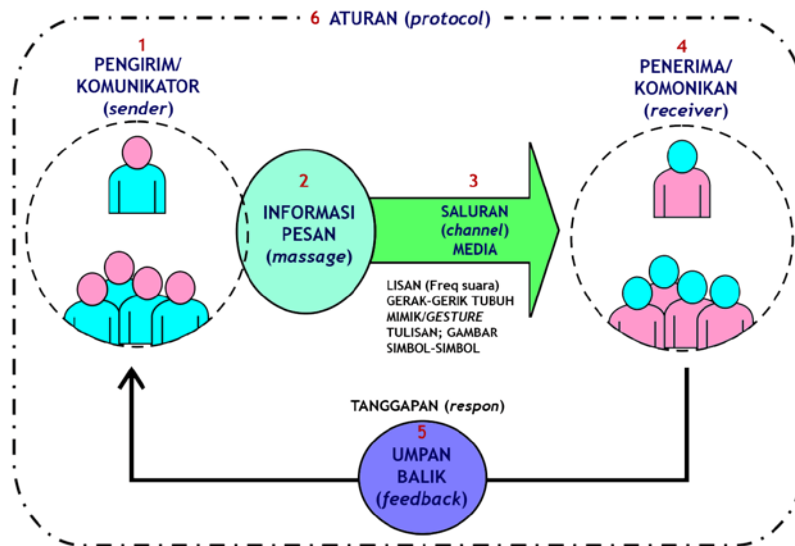 6 ATURAN (protocol)
1
PENGIRIM/
KOMUNIKATOR
(sender)
2
INFORMASI
PESAN
(massage)
3
SALURAN
(channel)
MEDIA
LISAN (Freq suara)
GERAK-GERIK TUBUH
MIMIK/GESTURE
TULISAN; GAMBAR
SIMBOL-SIMBOL
4
PENERIMA/
KOMONIKAN
(receiver)
TANGGAPAN (respon)
5
UMPAN
BALIK
(feedback)